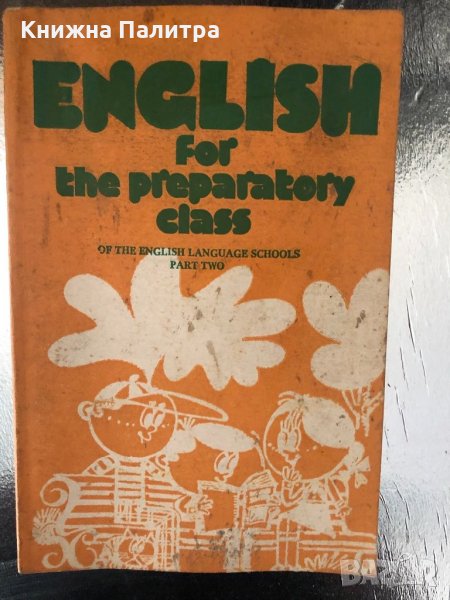 Книжна Палитра
ENGLISH
For
the preparatory
class
OF THE ENGLISH LANGUAGE SCHOOLS
PART TWO